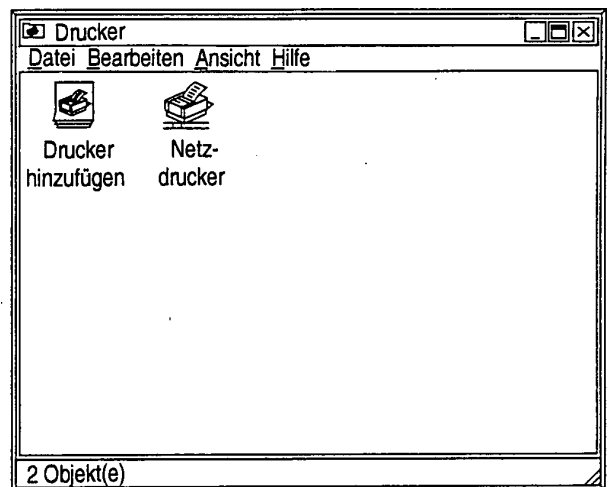 Drucker
Datei Bearbeiten Ansicht Hilfe
Drucker
hinzufügen
Netz-
drucker
2 Objekt(e)